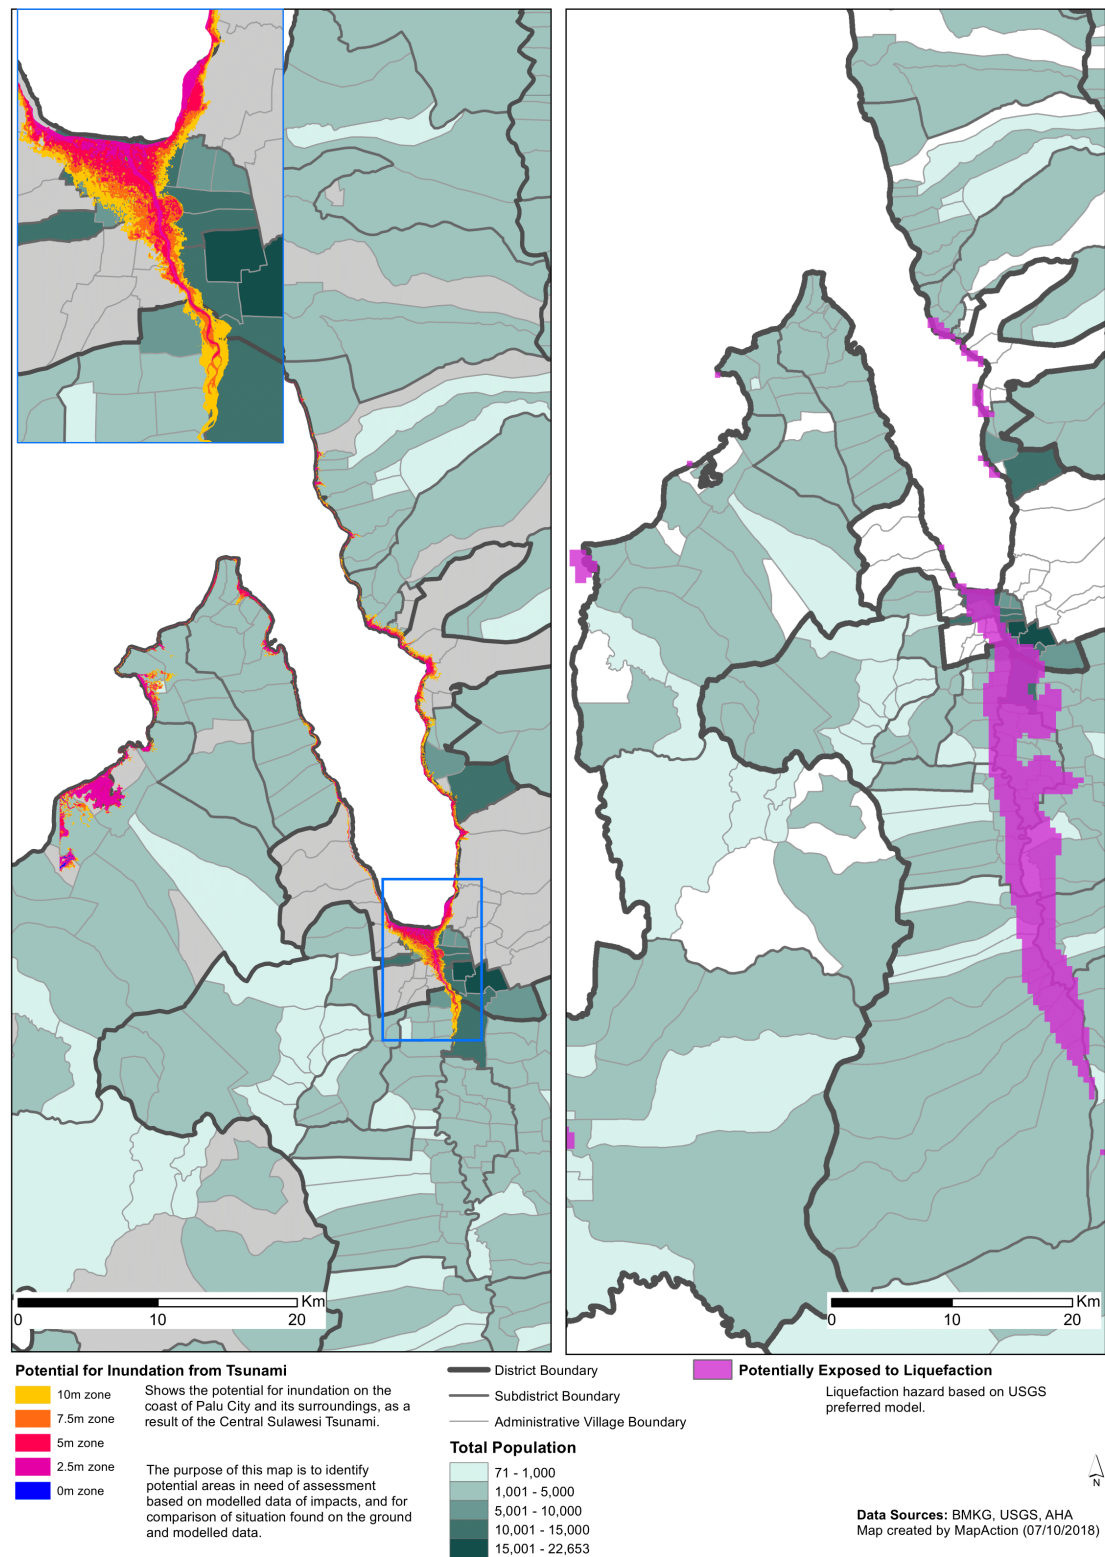 Km
0 10 20
Km
0 10 20
Potential for Inundation from Tsunami
10m zone
7.5m zone
5m zone
2.5m zone
0m zone
Shows the potential for inundation on the
coast of Palu City and its surroundings, as a
result of the Central Sulawesi Tsunami.
The purpose of this map is to identify
potential areas in need of assessment
based on modelled data of impacts, and for
comparison of situation found on the ground
and modelled data.
District Boundary
Subdistrict Boundary
Administrative Village Boundary
Total Population
71 - 1,000
1,001 - 5,000
5,001 - 10,000
10,001 - 15,000
15,001 - 22,653
Potentially Exposed to Liquefaction
Liquefaction hazard based on USGS
preferred model.
N
Data Sources: BMKG, USGS, AHA
Map created by MapAction (07/10/2018)